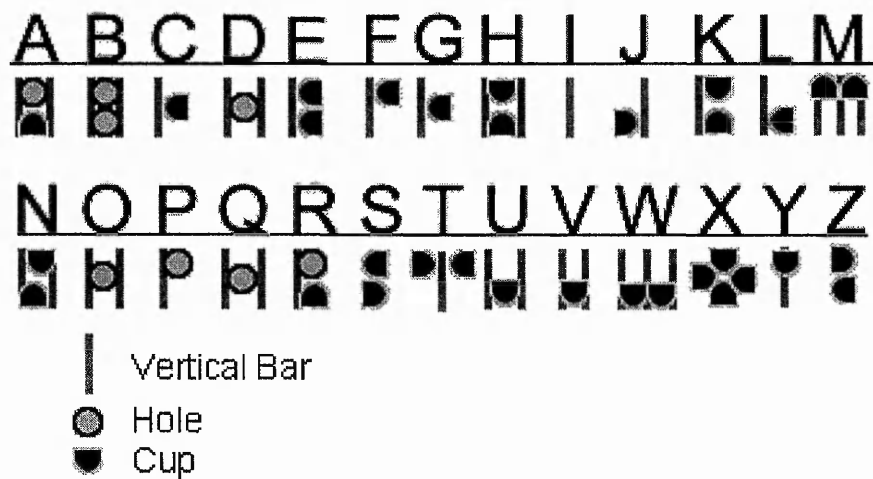 A B C D E F G H I J K L M
N O P Q R S T U V W X Y Z
Vertical Bar
Hole
Cup